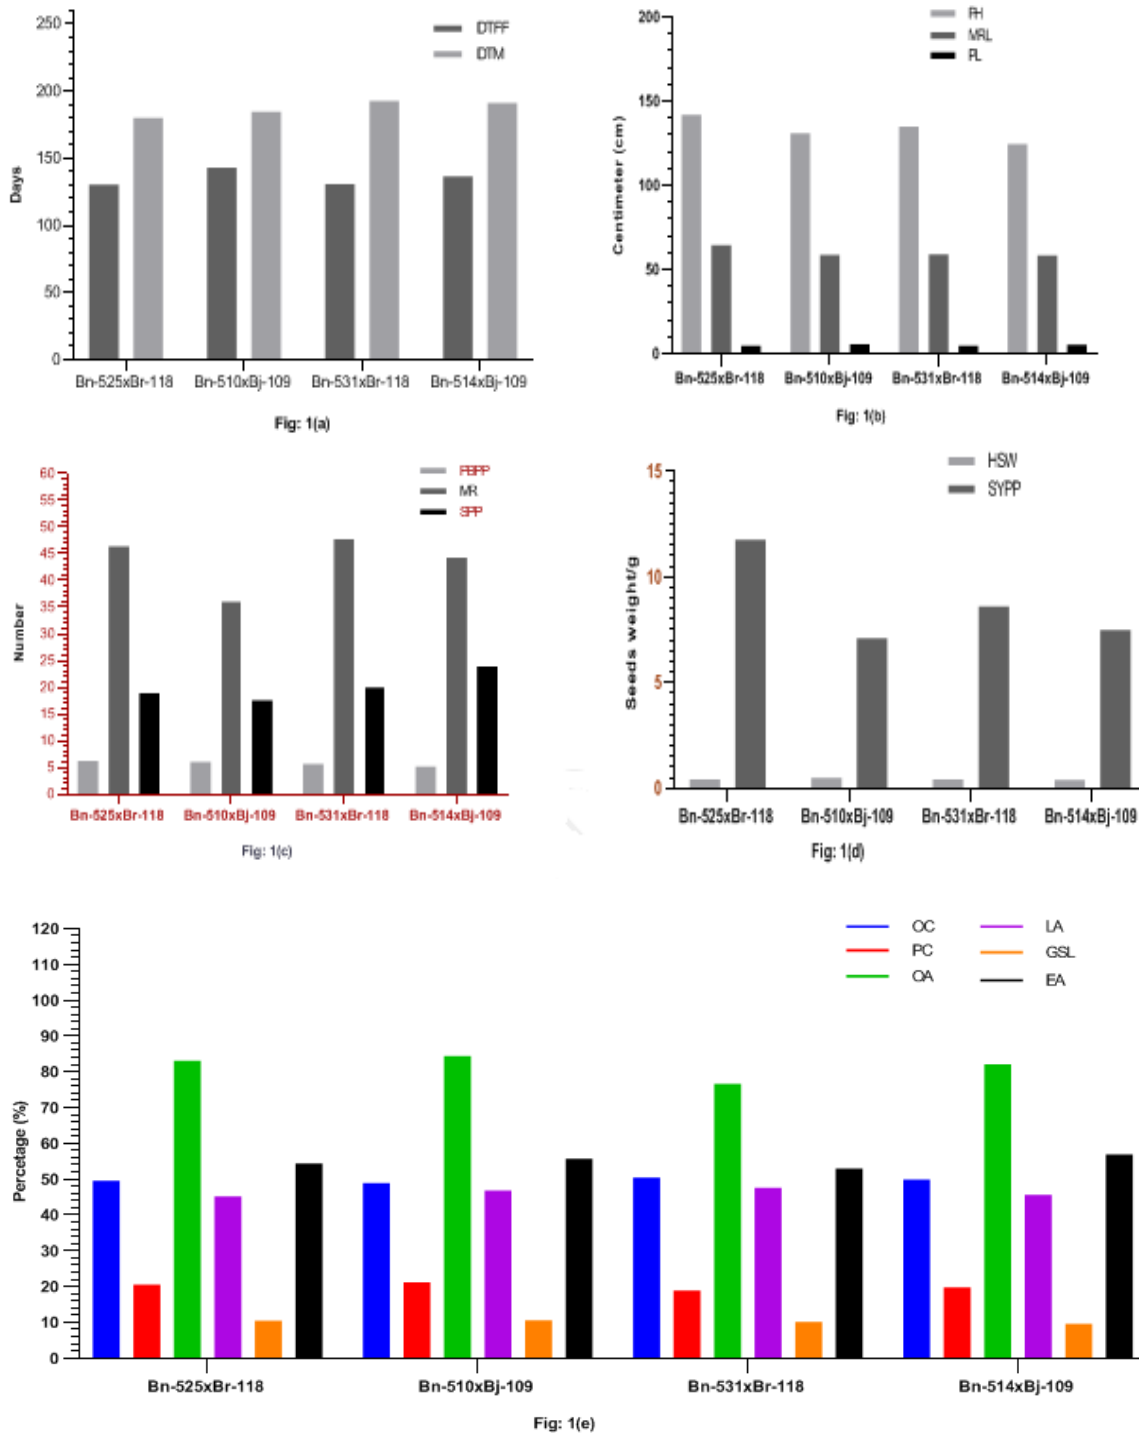 260
200
150
100
50
0
Days
DTFF
DTM
Bn-525xBr-118 Bn-510xBj-109 Bn-531xBr-118 Bn-514xBj-109
Fig: 1(a)
200
150
100
50
0
Centimeter (cm)
PH
MRL
PL
Bn-525xBr-118 Bn-510xBj-109 Bn-531xBr-118 Bn-514xBj-109
Fig: 1(b)
60
55
50
45
40
35
30
25
20
15
10
5
0
Number
PBPP
MR
SPP
Bn-525xBr-118 Bn-510xBj-109 Bn-531xBr-118 Bn-514xBj-109
Fig: 1(c)
15
10
5
0
Seeds weight/g
HSW
SYPP
Bn-525xBr-118 Bn-510xBj-109 Bn-531xBr-118 Bn-514xBj-109
Fig: 1(d)
120
110
100
90
80
70
60
50
40
30
20
10
0
Percetage (%)
OC LA
PC GSL
OA EA
Bn-525xBr-118 Bn-510xBj-109 Bn-531xBr-118 Bn-514xBj-109
Fig: 1(e)